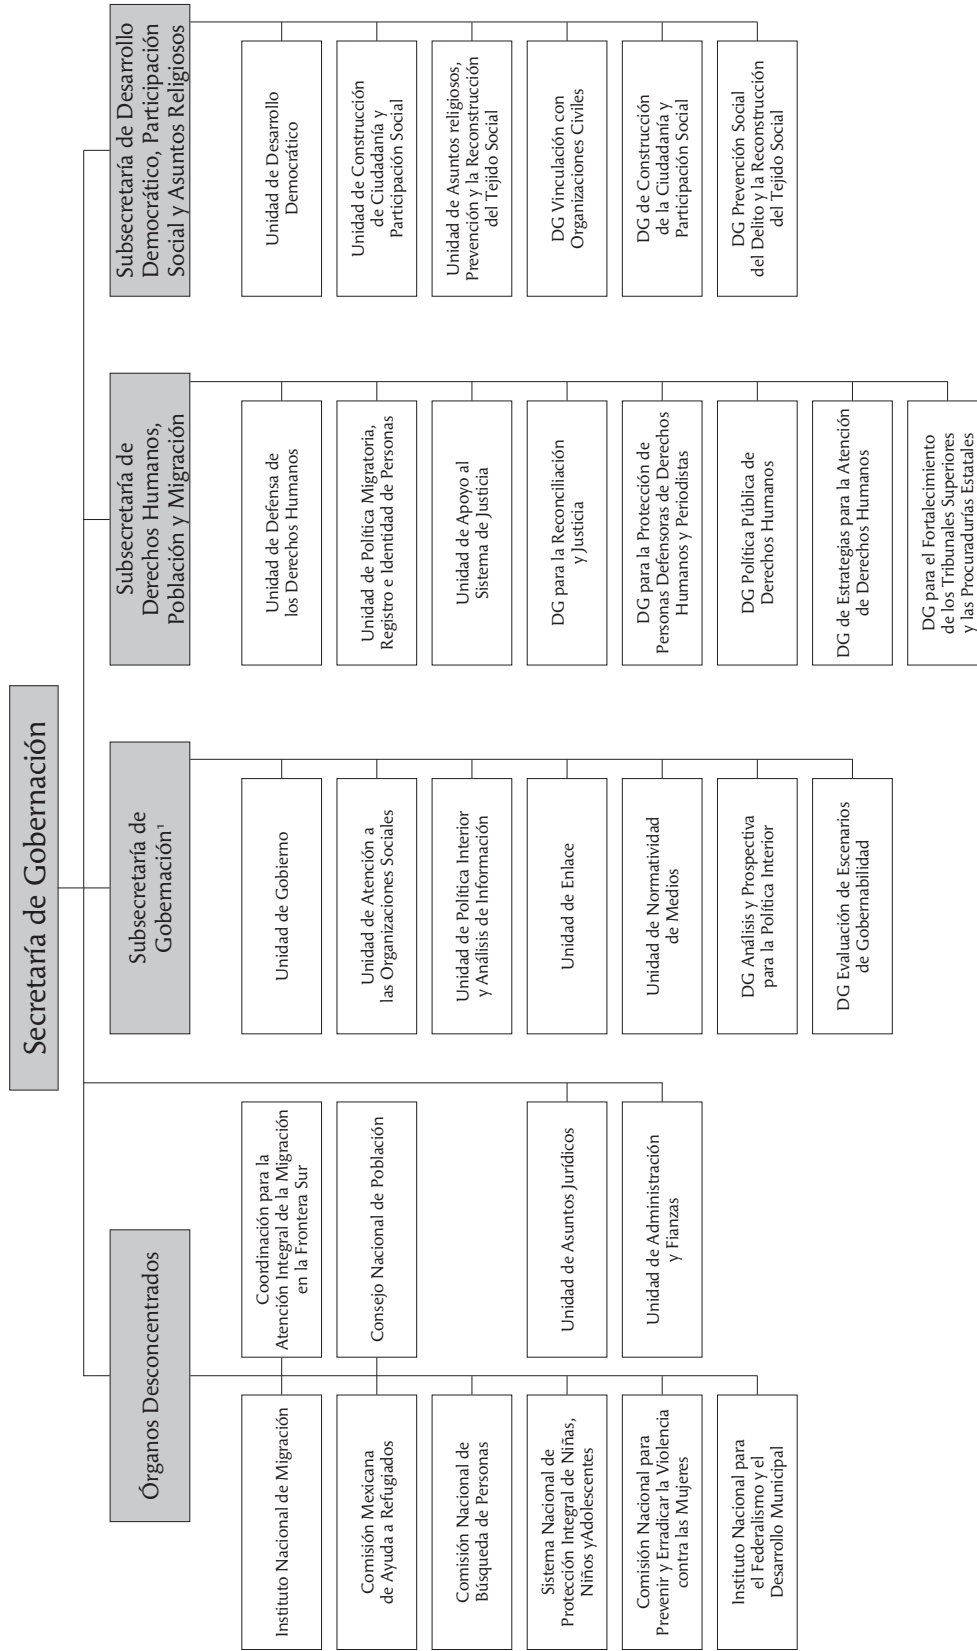 Secretaría de Gobernación
Órganos Desconcentrados
Instituto Nacional de Migración
Comisión Mexicana
de Ayuda a Refugiados
Comisión Nacional de
Búsqueda de Personas
Sistema Nacional de
Protección Integral de Niñas,
Niños yAdolescentes
Comisión Nacional para
Prevenir y Erradicar la Violencia
contra las Mujeres
Instituto Nacional para
el Federalismo y el
Desarrollo Municipal
Coordinación para la
Atención Integral de la Migración
en la Frontera Sur
Consejo Nacional de Población
Unidad de Asuntos Jurídicos
Unidad de Administración
y Fianzas
Subsecretaría de
Gobernación¹
Unidad de Gobierno
Unidad de Atención a
las Organizaciones Sociales
Unidad de Política Interior
y Análisis de Información
Unidad de Enlace
Unidad de Normatividad
de Medios
DG Análisis y Prospectiva
para la Política Interior
DG Evaluación de Escenarios
de Gobernabilidad
Subsecretaría de
Derechos Humanos,
Población y Migración
Unidad de Defensa de
los Derechos Humanos
Unidad de Política Migratoria,
Registro e Identidad de Personas
Unidad de Apoyo al
Sistema de Justicia
DG para la Reconciliación
y Justicia
DG para la Protección de
Personas Defensoras de Derechos
Humanos y Periodistas
DG Política Pública de
Derechos Humanos
DG de Estrategias para la Atención
de Derechos Humanos
DG para el Fortalecimiento
de los Tribunales Superiores
y las Procuradurías Estatales
Subsecretaría de Desarrollo
Democrático, Participación
Social y Asuntos Religiosos
Unidad de Desarrollo
Democrático
Unidad de Construcción
de Ciudadanía y
Participación Social
Unidad de Asuntos religiosos,
Prevención y la Reconstrucción
del Tejido Social
DG Vinculación con
Organizaciones Civiles
DG de Construcción
de la Ciudadanía y
Participación Social
DG Prevención Social
del Delito y la Reconstrucción
del Tejido Social